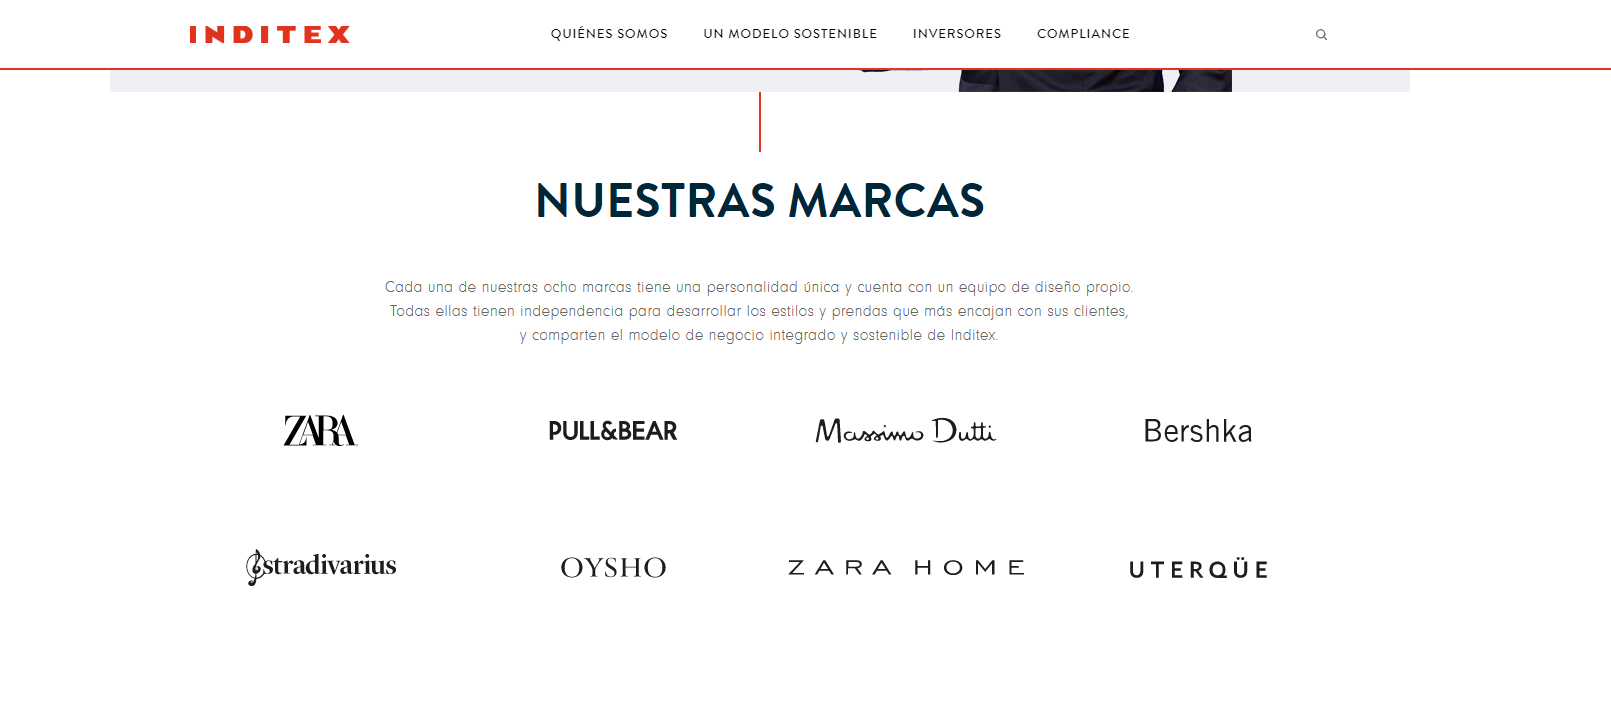 INDITEX
QUIÉNES SOMOS UN MODELO SOSTENIBLE INVERSORES COMPLIANCE
NUESTRAS MARCAS
Cada una de nuestras ocho marcas tiene una personalidad única y cuenta con un equipo de diseño propio.
Todas ellas tienen independencia para desarrollar los estilos y prendas que más encajan con sus clientes,
y comparten el modelo de negocio integrado y sostenible de Inditex.
ZARA PULL&BEAR Massimo Dutti Bershka
stradivarius OYSHO ZARA HOME UTERQÜE